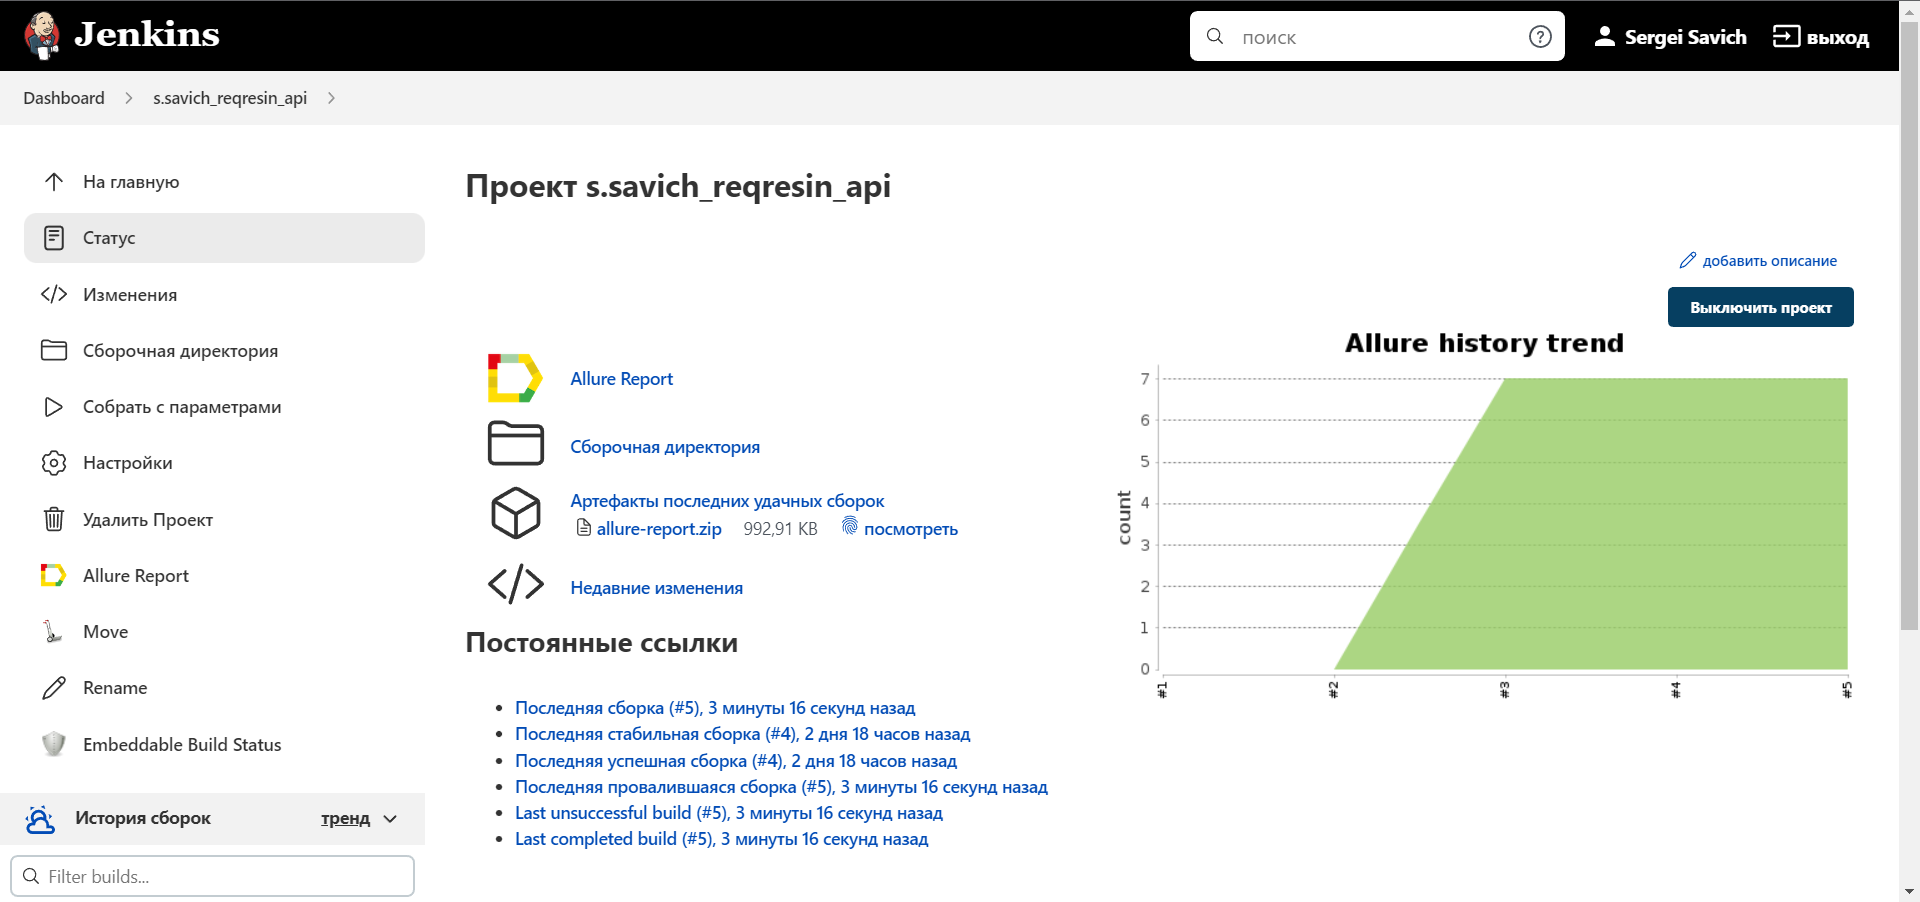 Jenkins
поиск
Sergei Savich
выход
Dashboard
s.savich_reqresin_api
На главную
Статус
Изменения
Сборочная директория
Собрать с параметрами
Настройки
Удалить Проект
Allure Report
Move
Rename
Embeddable Build Status
История сборок
тренд
Filter builds...
Проект s.savich_reqresin_api
добавить описание
Выключить проект
Allure Report
Сборочная директория
Артефакты последних удачных сборок
allure-report.zip 992,91 KB посмотреть
Недавние изменения
Allure history trend
count
7
6
5
4
3
2
1
0
#1 #2 #3 #4 #5
Постоянные ссылки
Последняя сборка (#5), 3 минуты 16 секунд назад
Последняя стабильная сборка (#4), 2 дня 18 часов назад
Последняя успешная сборка (#4), 2 дня 18 часов назад
Последняя провалившаяся сборка (#5), 3 минуты 16 секунд назад
Last unsuccessful build (#5), 3 минуты 16 секунд назад
Last completed build (#5), 3 минуты 16 секунд назад